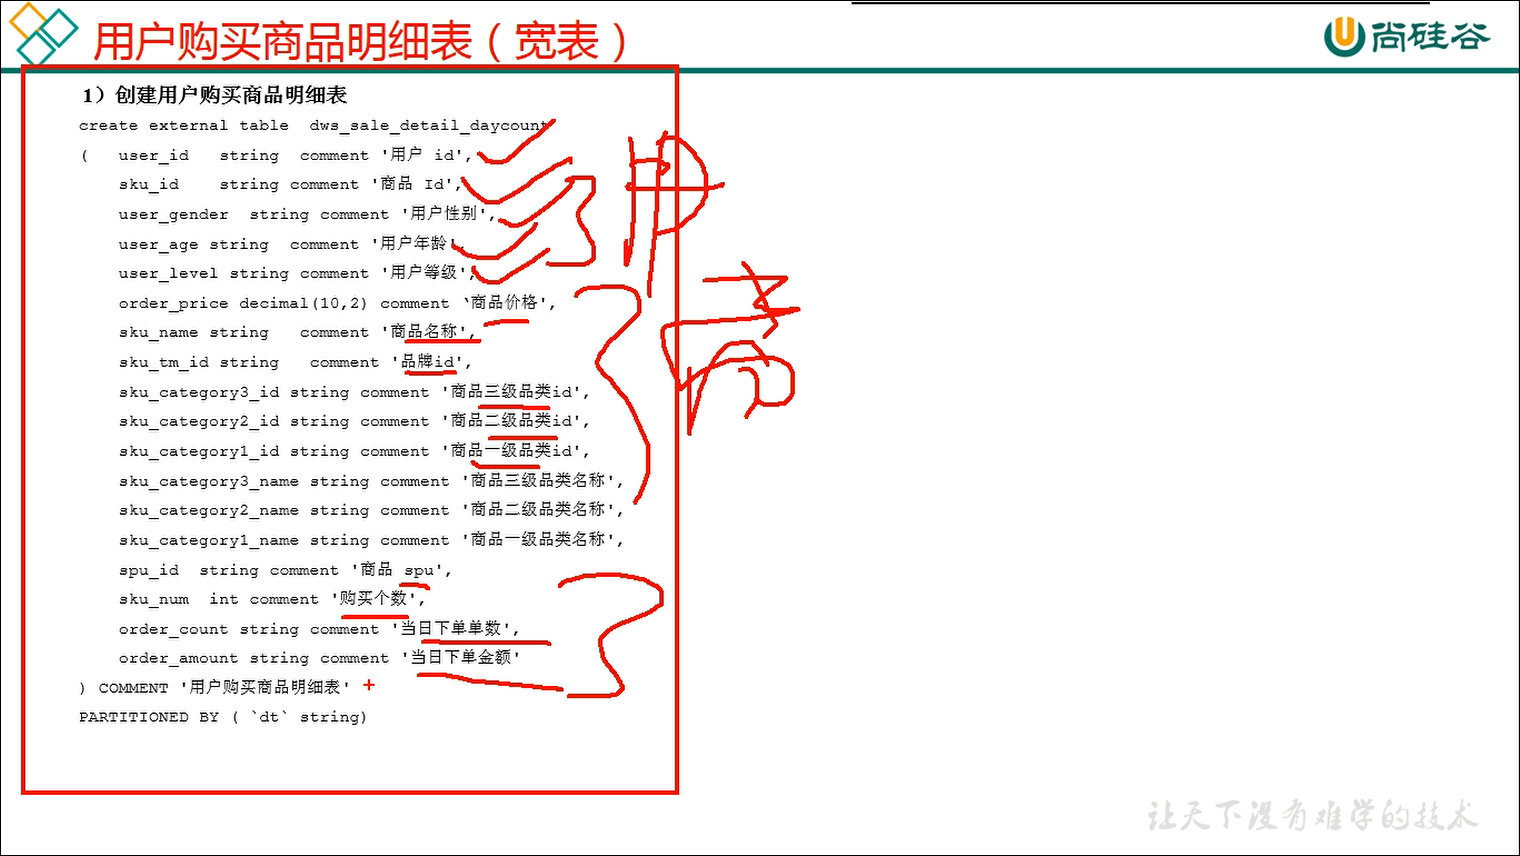 用户购买商品明细表（宽表）
尚硅谷
1）创建用户购买商品明细表
create external table  dws_sale_detail_daycount
(   user_id   string  comment '用户 id',
sku_id    string comment '商品 Id',
user_gender  string comment '用户性别',
user_age string  comment '用户年龄',
user_level string comment '用户等级',
order_price decimal(10,2) comment '商品价格',
sku_name string   comment '商品名称',
sku_tm_id string   comment '品牌id',
sku_category3_id string comment '商品三级品类id',
sku_category2_id string comment '商品二级品类id',
sku_category1_id string comment '商品一级品类id',
sku_category3_name string comment '商品三级品类名称',
sku_category2_name string comment '商品二级品类名称',
sku_category1_name string comment '商品一级品类名称',
spu_id  string comment '商品 spu',
sku_num  int comment '购买个数',
order_count string comment '当日下单单数',
order_amount string comment '当日下单金额'
) COMMENT '用户购买商品明细表'
PARTITIONED BY ( `dt` string)
让天下没有难学的技术